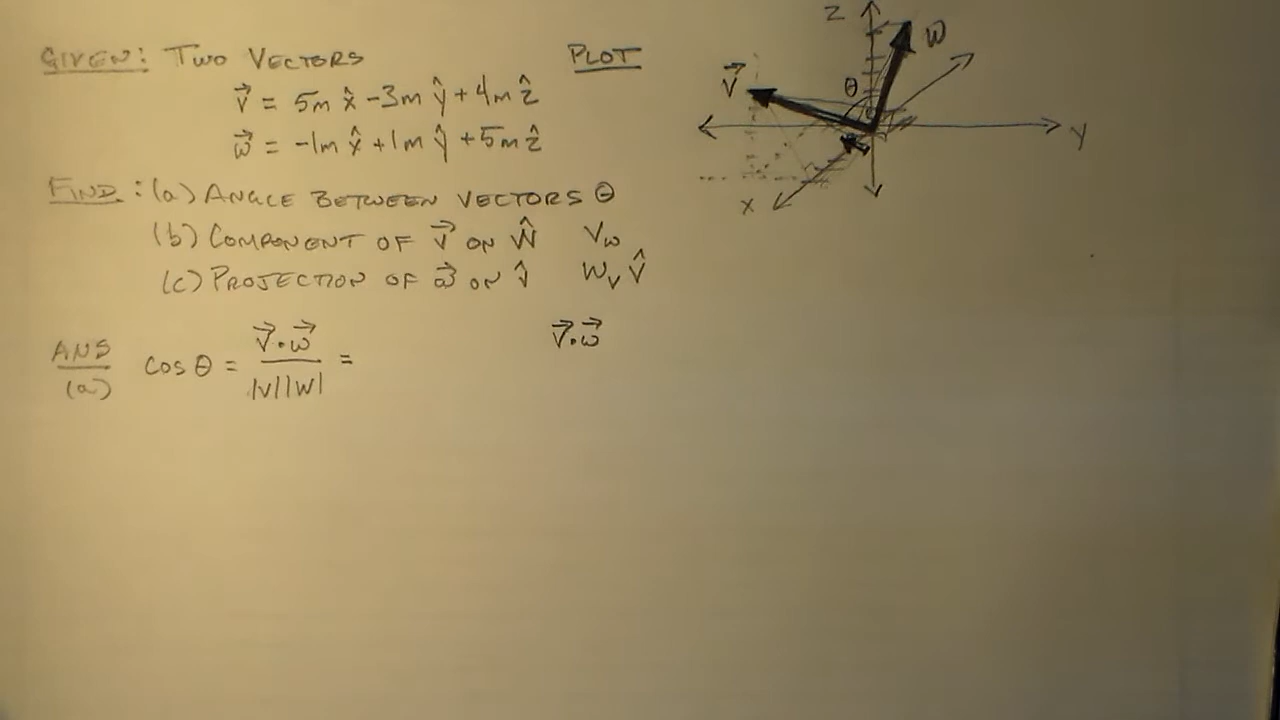 GIVEN: TWO VECTORS PLOT
v⃗ = 5m x̂ -3m ŷ + 4m ẑ
w⃗ = -1m x̂ + 1m ŷ + 5m ẑ
FIND: (a) ANGLE BETWEEN VECTORS θ
(b) COMPONENT OF v⃗ ON ŵ Vw
(c) PROJECTION OF w⃗ ON v̂ Wv v̂
ANS
(a) cos θ = v⃗·w⃗ / |v||w| =
v⃗·w⃗
Z
W
v⃗
θ
Y
X